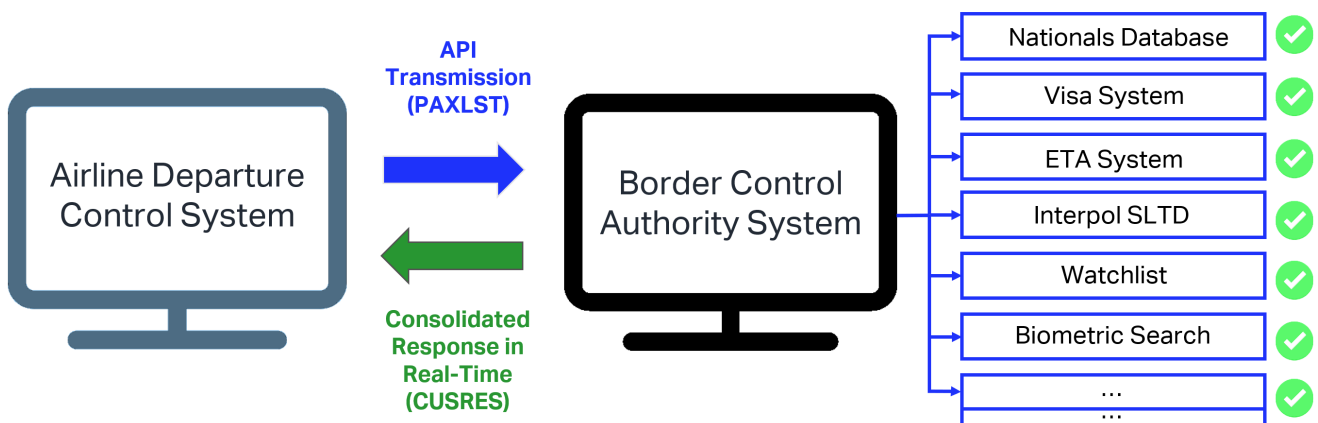 Airline Departure
Control System
API
Transmission
(PAXLST)
Consolidated
Response in
Real-Time
(CUSRES)
Border Control
Authority System
Nationals Database
Visa System
ETA System
Interpol SLTD
Watchlist
Biometric Search
...
...